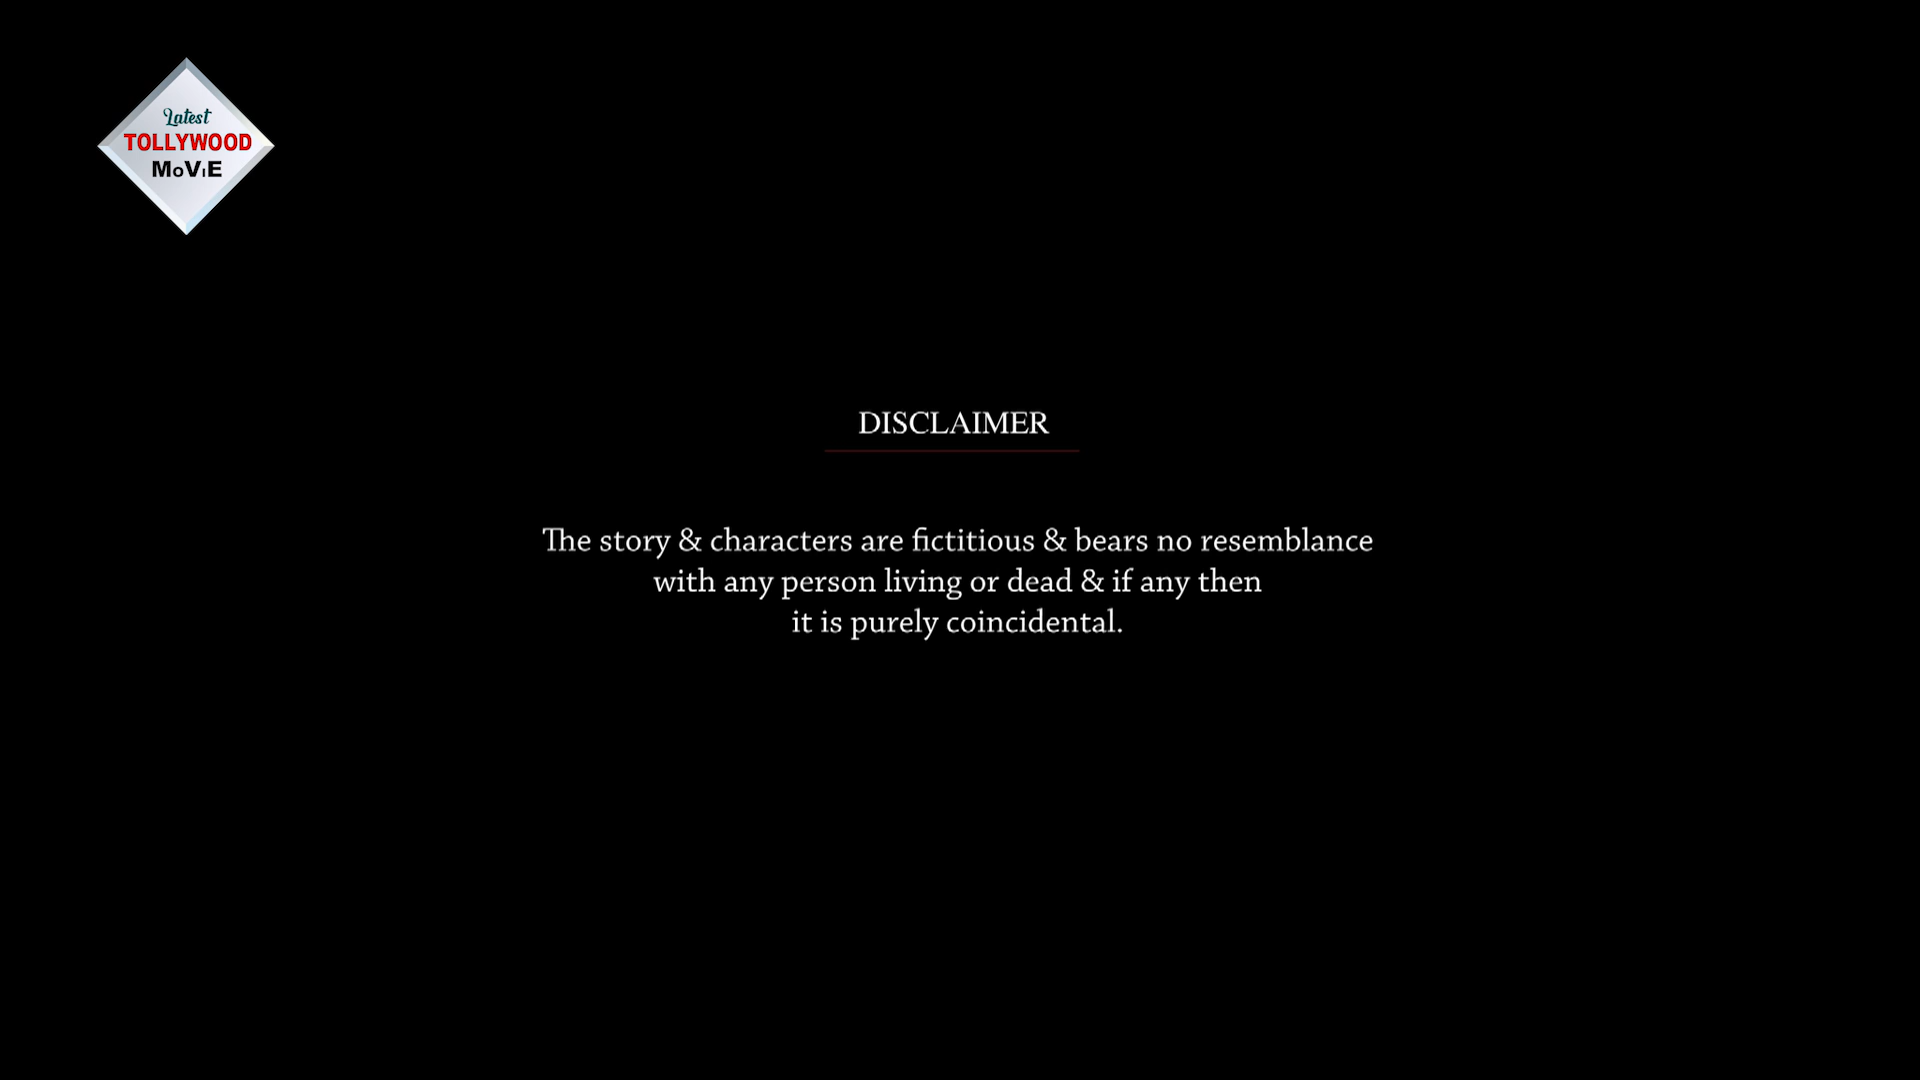 Latest
TOLLYWOOD
MoViE
DISCLAIMER
The story & characters are fictitious & bears no resemblance
with any person living or dead & if any then
it is purely coincidental.